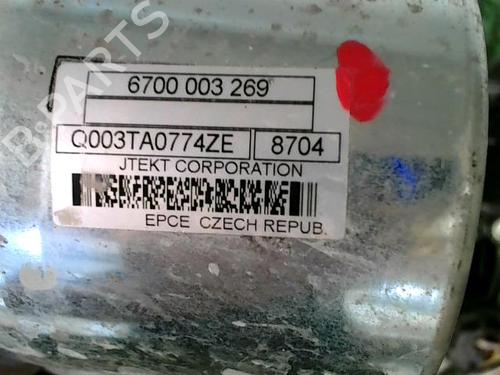 B-PARTS
6700 003 269
Q003TA0774ZE 8704
JTEKT CORPORATION
EPCE CZECH REPUB.